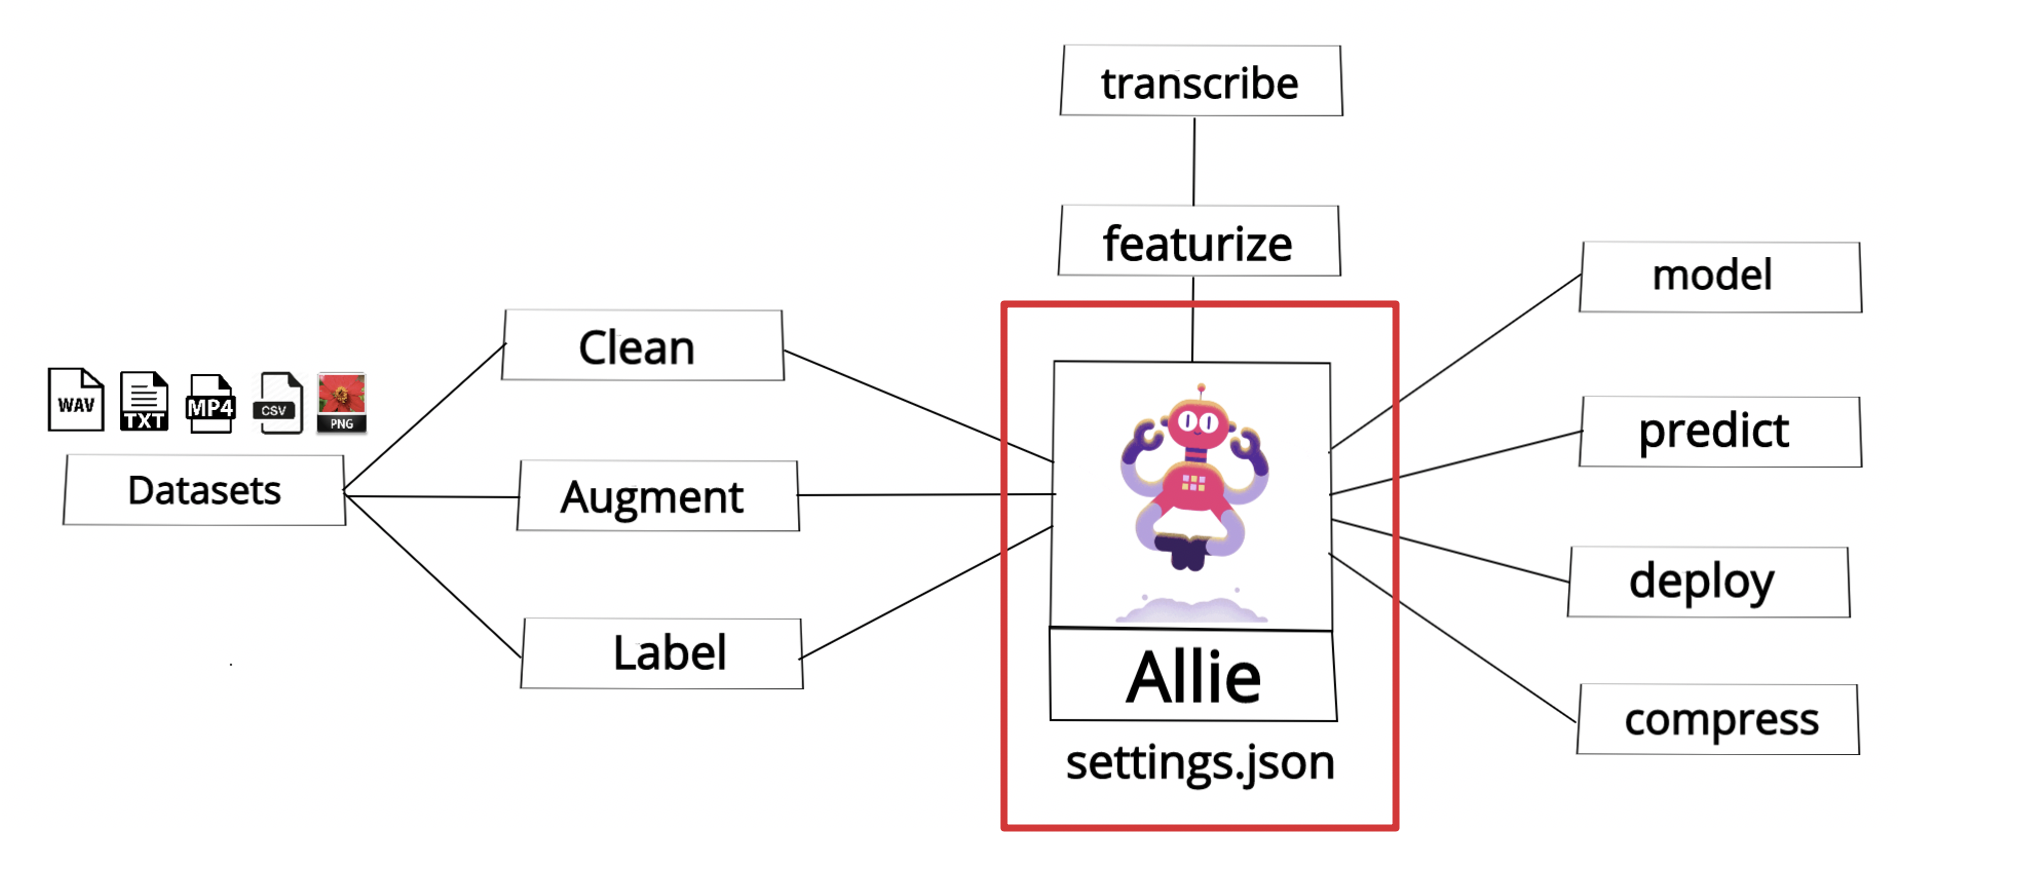 transcribe
featurize
model
Clean
WAV
TXT
MP4
CSV
PNG
predict
Datasets
Augment
deploy
Label
Allie
compress
settings.json